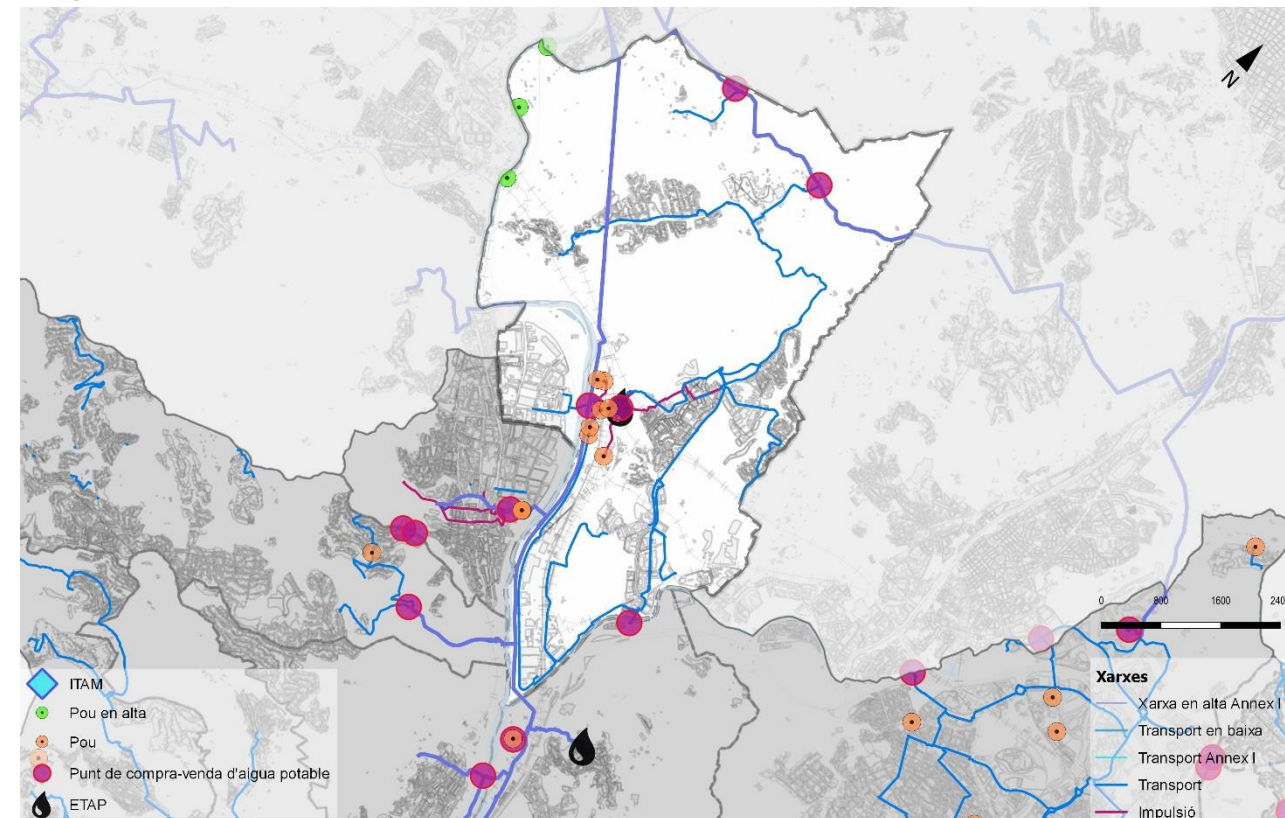 N
0 800 1600 240
ITAM
Pou en alta
Pou
Punt de compra-venda d'aigua potable
ETAP
Xarxes
Xarxa en alta Annex I
Transport en baixa
Transport Annex I
Transport
Impulsió